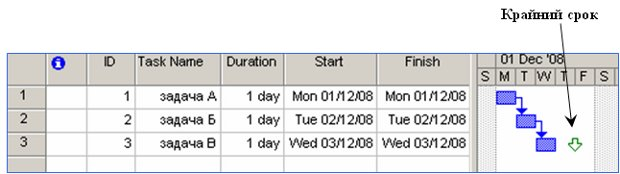 Крайний срок
ID Task Name Duration Start Finish 01 Dec '08
S M T W T F S
1 1 задача А 1 day Mon 01/12/08 Mon 01/12/08
2 2 задача Б 1 day Tue 02/12/08 Tue 02/12/08
3 3 задача В 1 day Wed 03/12/08 Wed 03/12/08